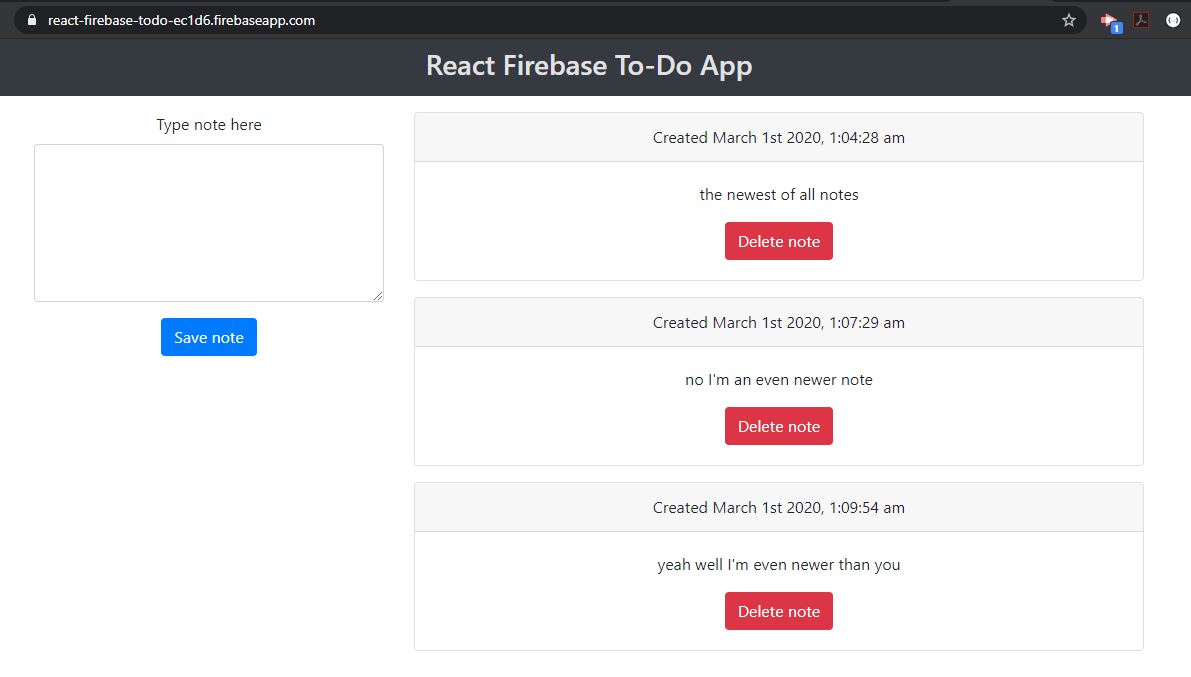 react-firebase-todo-ec1d6.firebaseapp.com
1
React Firebase To-Do App
Type note here
Save note
Created March 1st 2020, 1:04:28 am
the newest of all notes
Delete note
Created March 1st 2020, 1:07:29 am
no I'm an even newer note
Delete note
Created March 1st 2020, 1:09:54 am
yeah well I'm even newer than you
Delete note